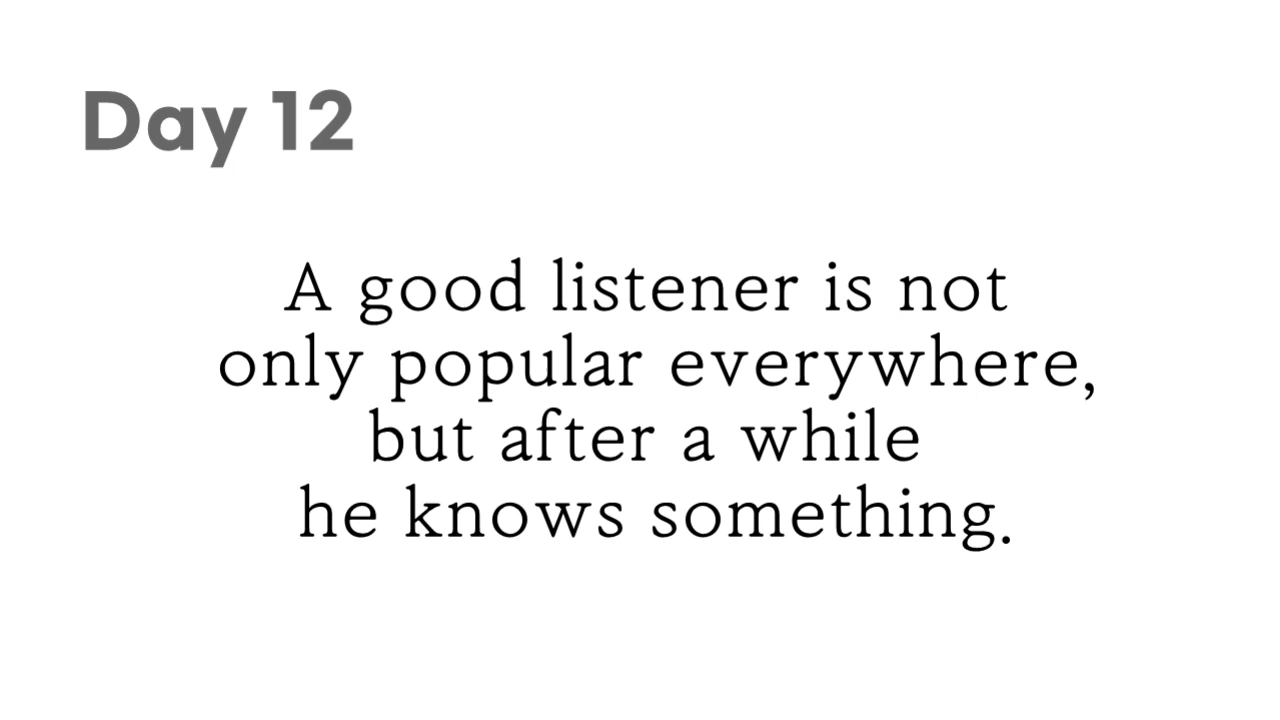 Day 12
A good listener is not
only popular everywhere,
but after a while
he knows something.